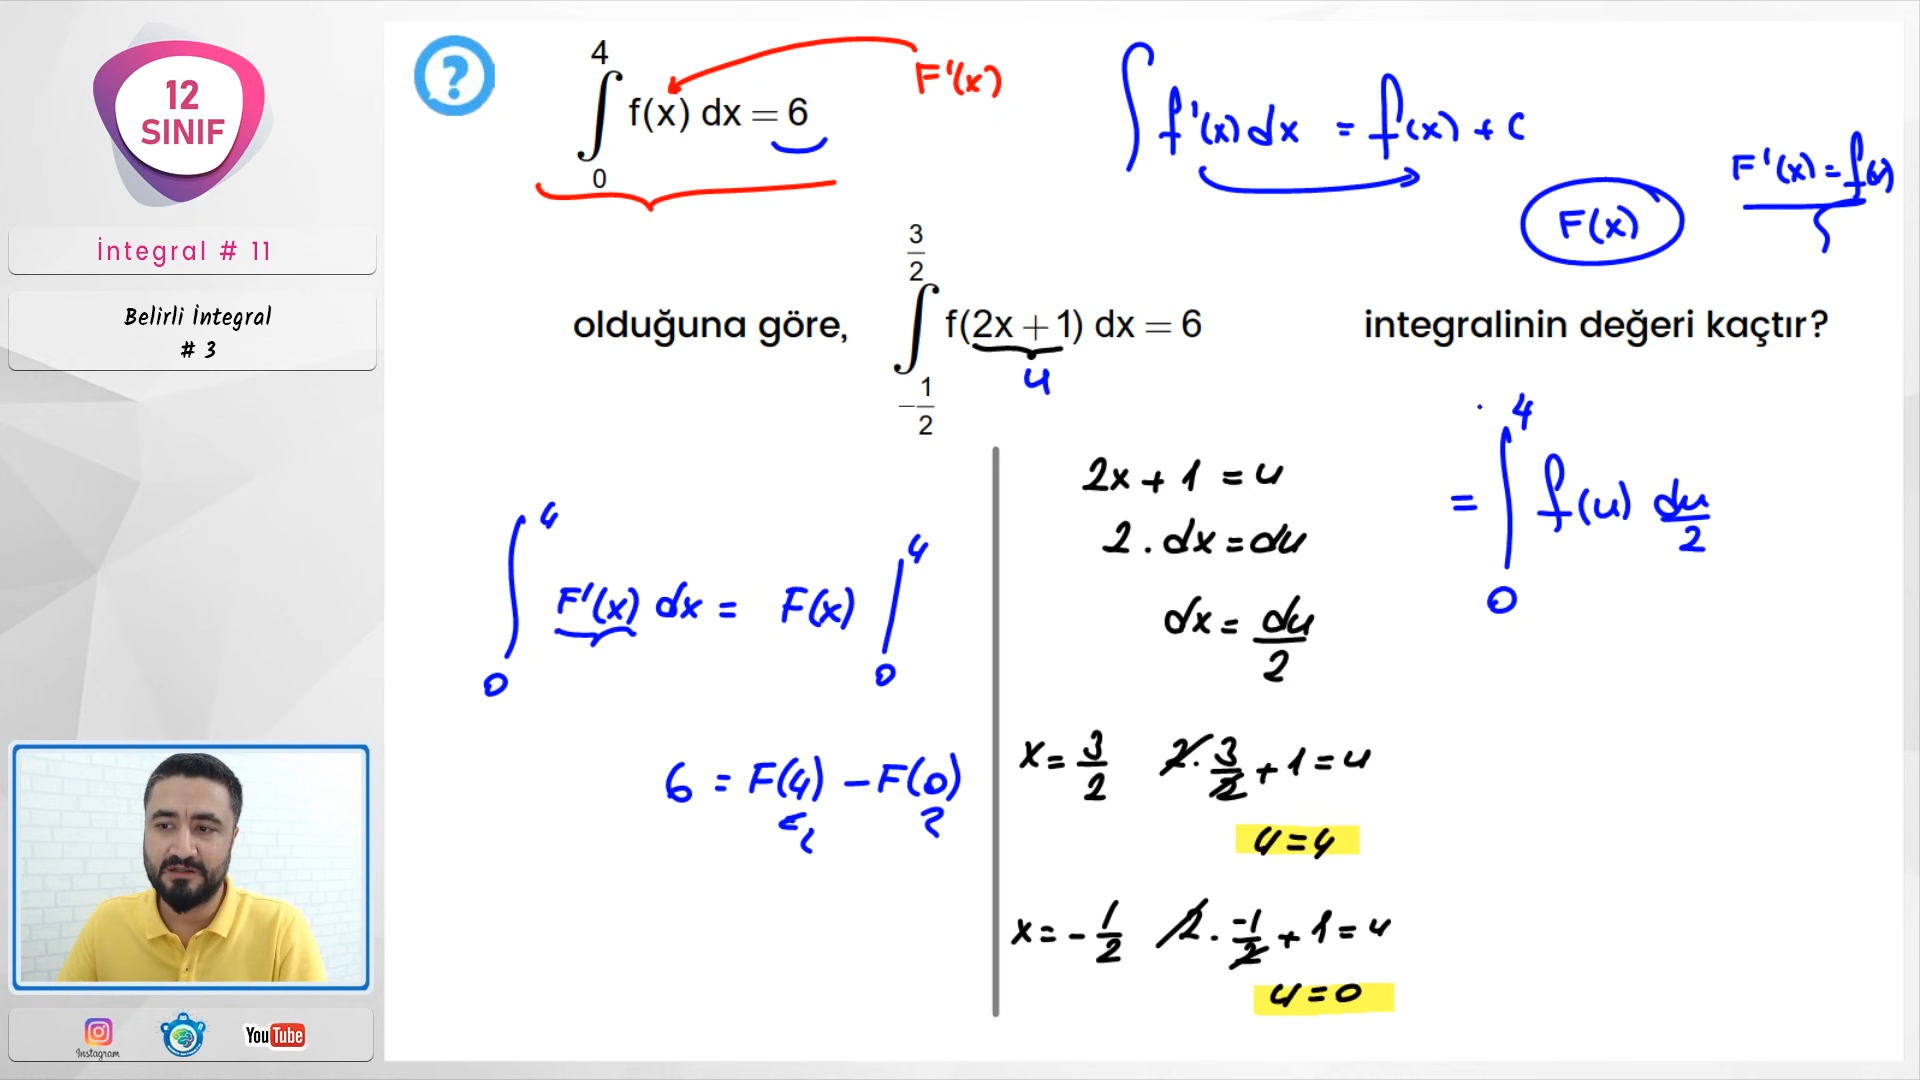 12
SINIF
İntegral # 11
Belirli İntegral
# 3
Instagram
YouTube
∫₀⁴ f(x) dx = 6
F'(x)
∫ f'(x) dx = f(x) + c
F'(x) = f(x)
F(x)
olduğuna göre, ∫_{-1/2}^{3/2} f(2x + 1) dx = 6 integralinin değeri kaçtır?
u
∫₀⁴ F'(x) dx = F(x) |₀⁴
6 = F(4) - F(0)
2x + 1 = u
2 . dx = du
dx = du/2
x = 3/2 2 . 3/2 + 1 = u
u = 4
x = - 1/2 2 . -1/2 + 1 = u
u = 0
= ∫₀⁴ f(u) du/2